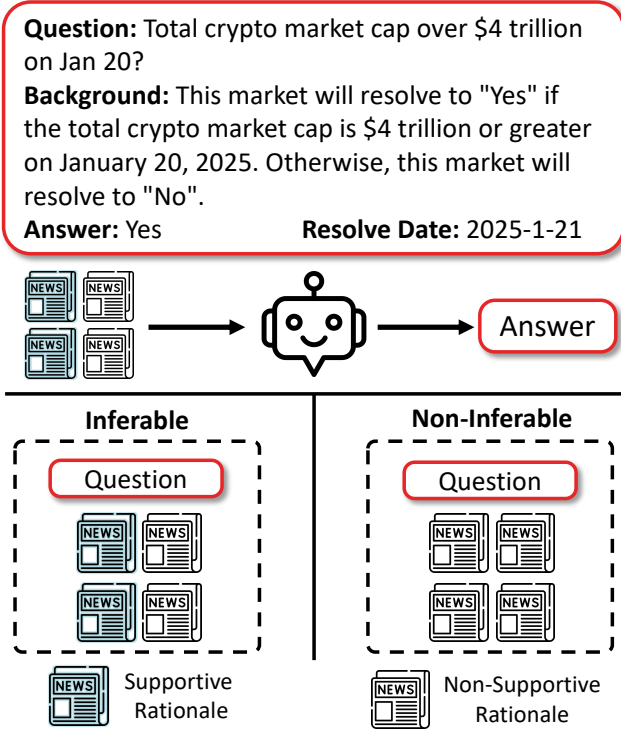 Question: Total crypto market cap over $4 trillion
on Jan 20?
Background: This market will resolve to "Yes" if
the total crypto market cap is $4 trillion or greater
on January 20, 2025. Otherwise, this market will
resolve to "No".
Answer: Yes Resolve Date: 2025-1-21
NEWS NEWS
NEWS NEWS
Answer
Inferable Non-Inferable
Question Question
NEWS NEWS NEWS NEWS
NEWS NEWS NEWS NEWS
NEWS Supportive
Rationale
NEWS Non-Supportive
Rationale